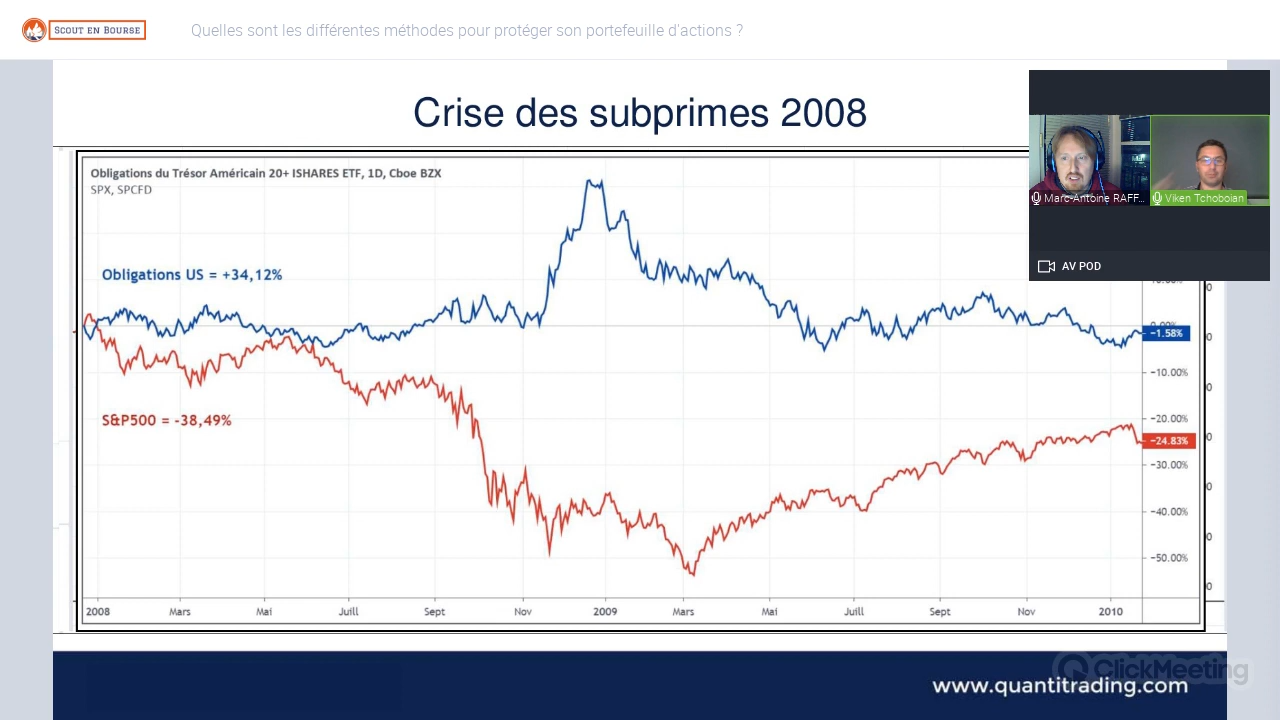 SCOUT EN BOURSE
Quelles sont les différentes méthodes pour protéger son portefeuille d'actions ?
Crise des subprimes 2008
Obligations du Trésor Américain 20+ ISHARES ETF, 1D, Cboe BZX
SPX, SPCFD
Marc-Antoine RAFF...
Viken Tchoboian
AV POD
Obligations US = +34,12%
0.00%
−1.58%
−10.00%
S&P500 = -38,49%
−20.00%
−24.83%
−30.00%
−40.00%
−50.00%
2008 Mars Mai Juill Sept Nov 2009 Mars Mai Juill Sept Nov 2010
ClickMeeting
www.quantitrading.com